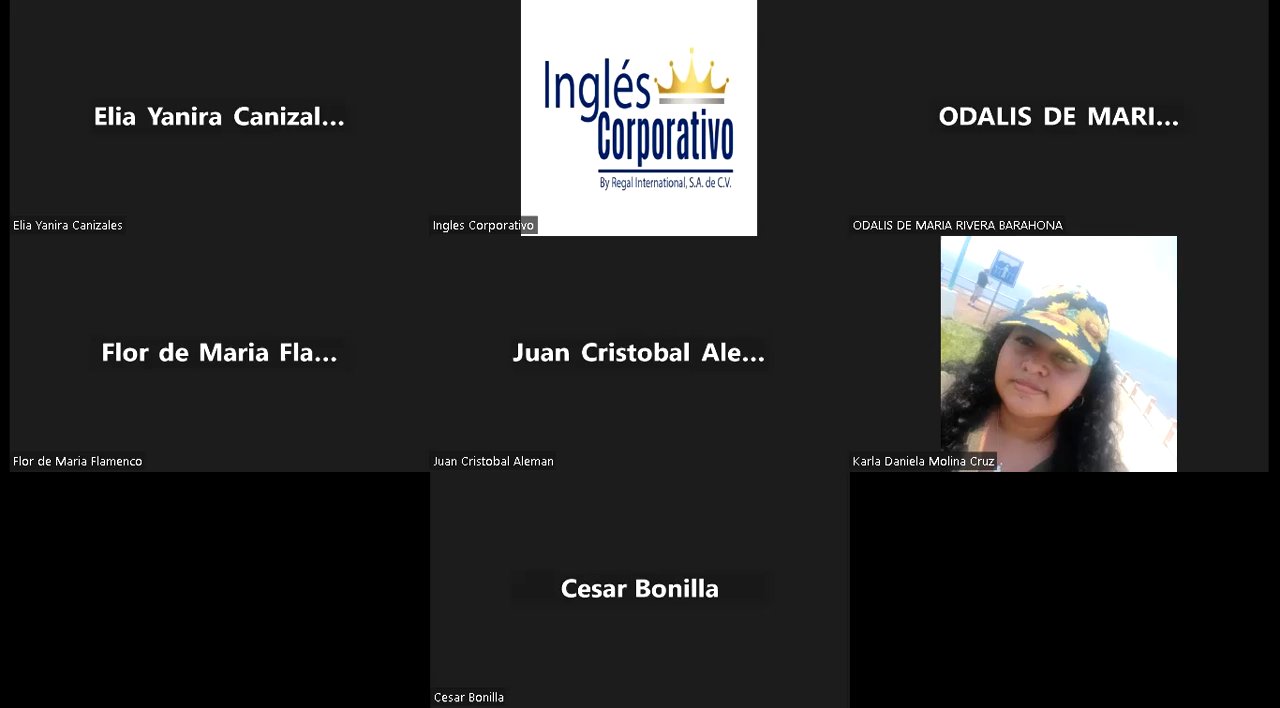 Elia Yanira Canizal...
Elia Yanira Canizales
Inglés
Corporativo
By Regal International, S.A. de C.V.
Ingles Corporativo
ODALIS DE MARI...
ODALIS DE MARIA RIVERA BARAHONA
Flor de Maria Fla...
Flor de Maria Flamenco
Juan Cristobal Ale...
Juan Cristobal Aleman
Karla Daniela Molina Cruz
Cesar Bonilla
Cesar Bonilla